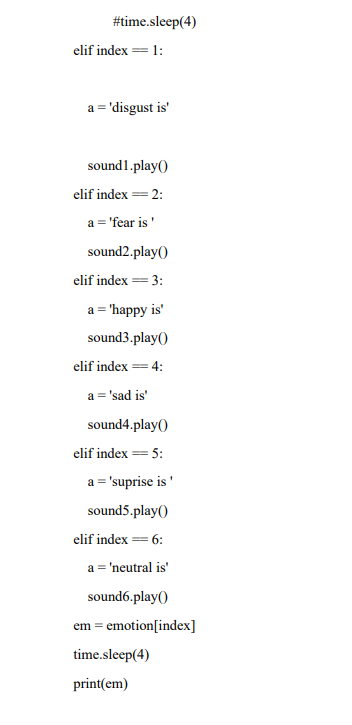 #time.sleep(4)
elif index == 1:
a = 'disgust is'
sound1.play()
elif index == 2:
a = 'fear is '
sound2.play()
elif index == 3:
a = 'happy is'
sound3.play()
elif index == 4:
a = 'sad is'
sound4.play()
elif index == 5:
a = 'suprise is '
sound5.play()
elif index == 6:
a = 'neutral is'
sound6.play()
em = emotion[index]
time.sleep(4)
print(em)